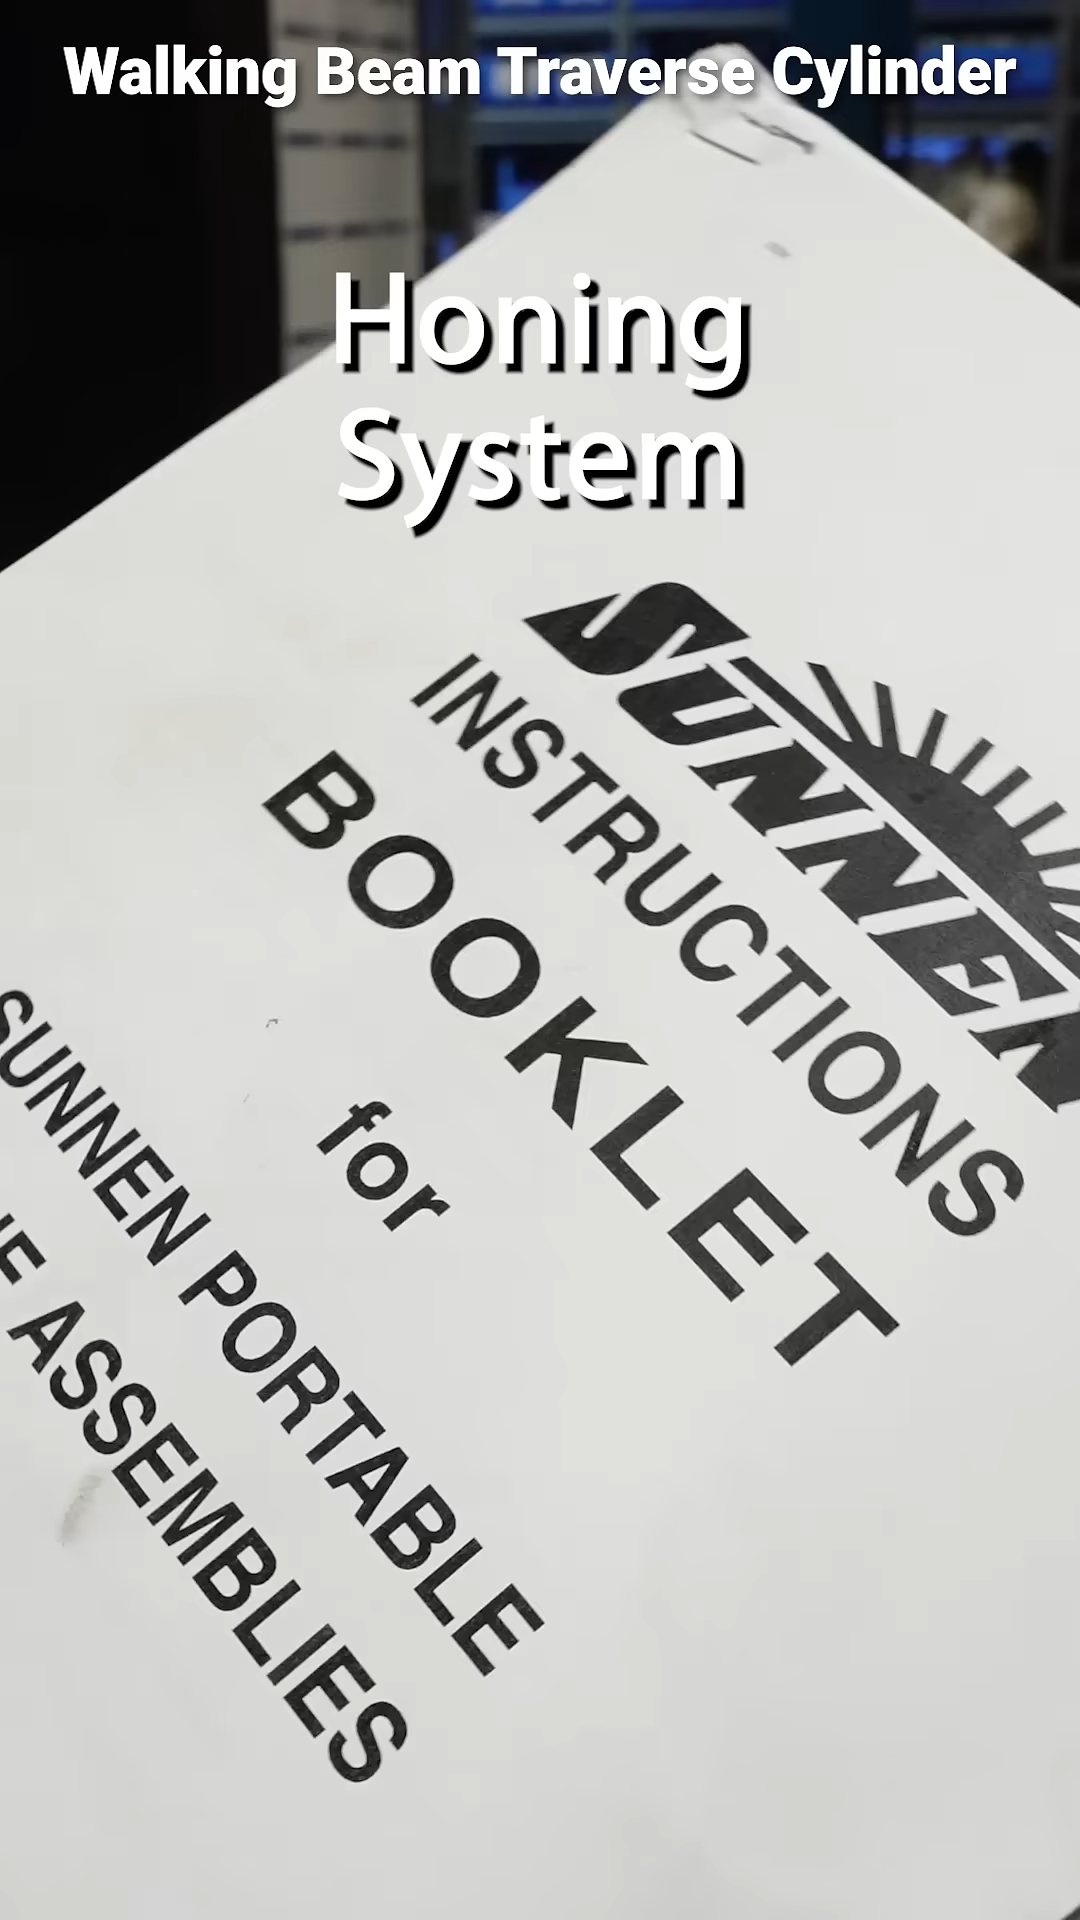 Walking Beam Traverse Cylinder
Honing
System
SUNNEN
INSTRUCTIONS
BOOKLET
for
SUNNEN PORTABLE
ASSEMBLIES